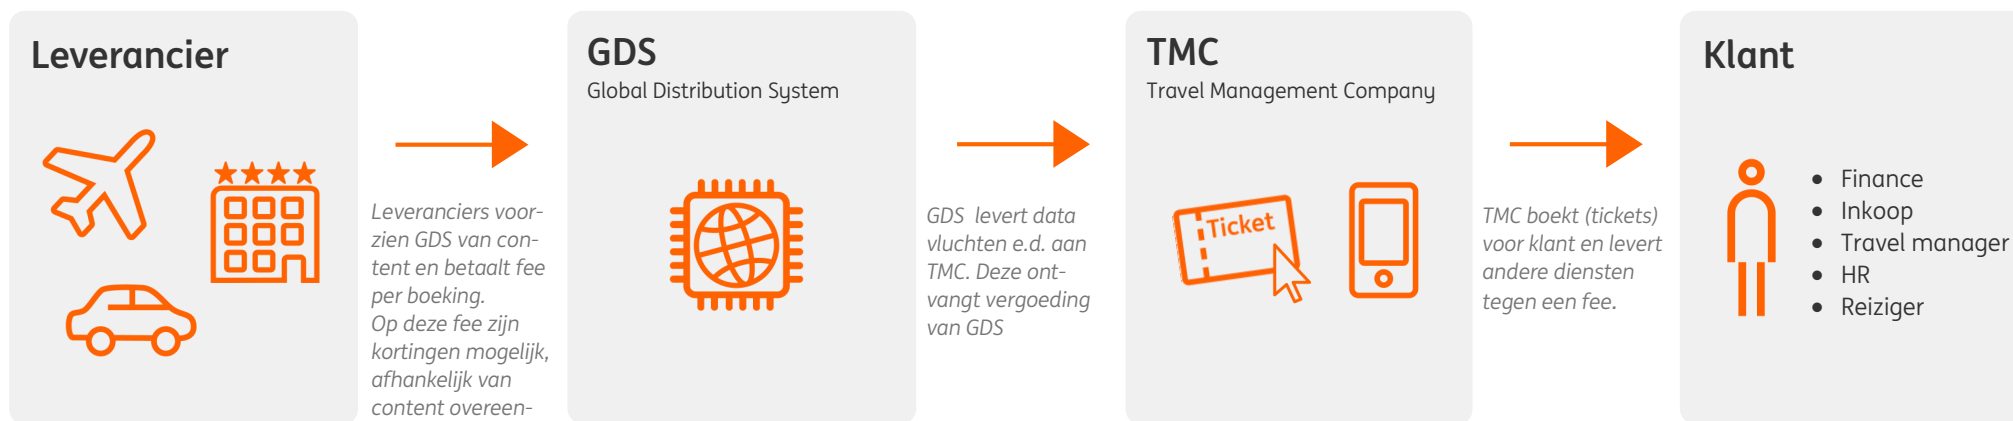 Leverancier
Leveranciers voor-
zien GDS van con-
tent en betaalt fee
per boeking.
Op deze fee zijn
kortingen mogelijk,
afhankelijk van
content overeen-
GDS
Global Distribution System
GDS levert data
vluchten e.d. aan
TMC. Deze ont-
vangt vergoeding
van GDS
TMC
Travel Management Company
Ticket
TMC boekt (tickets)
voor klant en levert
andere diensten
tegen een fee.
Klant
• Finance
• Inkoop
• Travel manager
• HR
• Reiziger